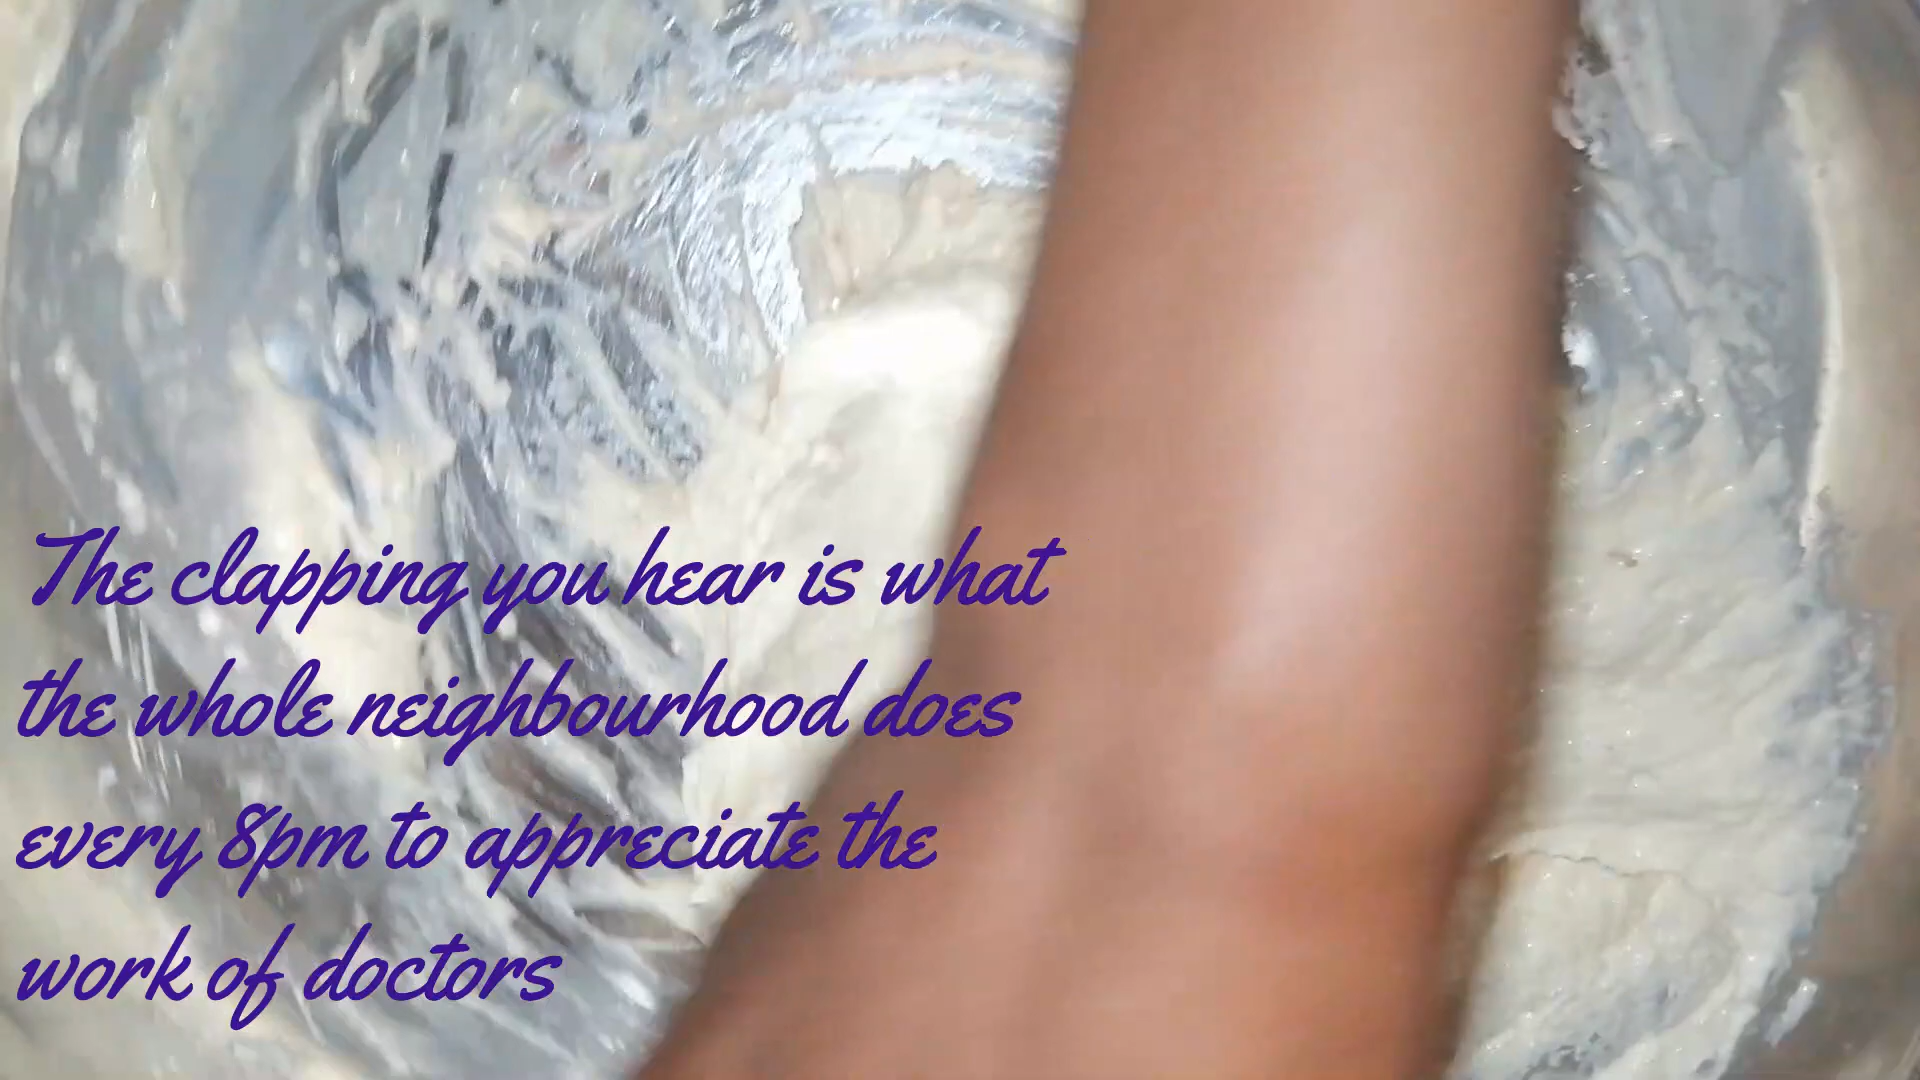 The clapping you hear is what
the whole neighbourhood does
every 8pm to appreciate the
work of doctors